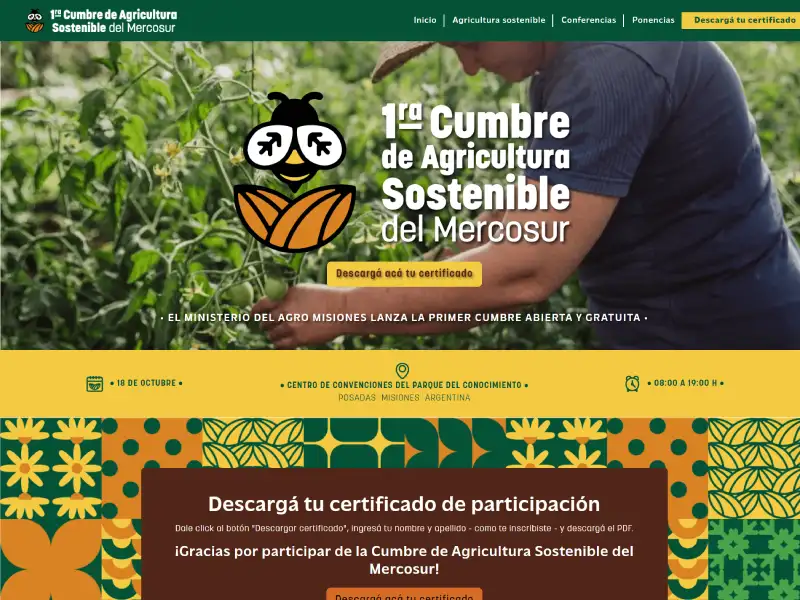 1ra Cumbre de Agricultura
Sostenible del Mercosur
Inicio
Agricultura sostenible
Conferencias
Ponencias
Descargá tu certificado
1ra Cumbre
de Agricultura
Sostenible
del Mercosur
Descargá acá tu certificado
• EL MINISTERIO DEL AGRO MISIONES LANZA LA PRIMER CUMBRE ABIERTA Y GRATUITA •
• 18 DE OCTUBRE •
• CENTRO DE CONVENCIONES DEL PARQUE DEL CONOCIMIENTO •
POSADAS MISIONES ARGENTINA
• 08:00 A 19:00 H •
Descargá tu certificado de participación
Dale click al botón "Descargar certificado", ingresá tu nombre y apellido - como te inscribiste - y descargá el PDF.
¡Gracias por participar de la Cumbre de Agricultura Sostenible del
Mercosur!
Descargá acá tu certificado